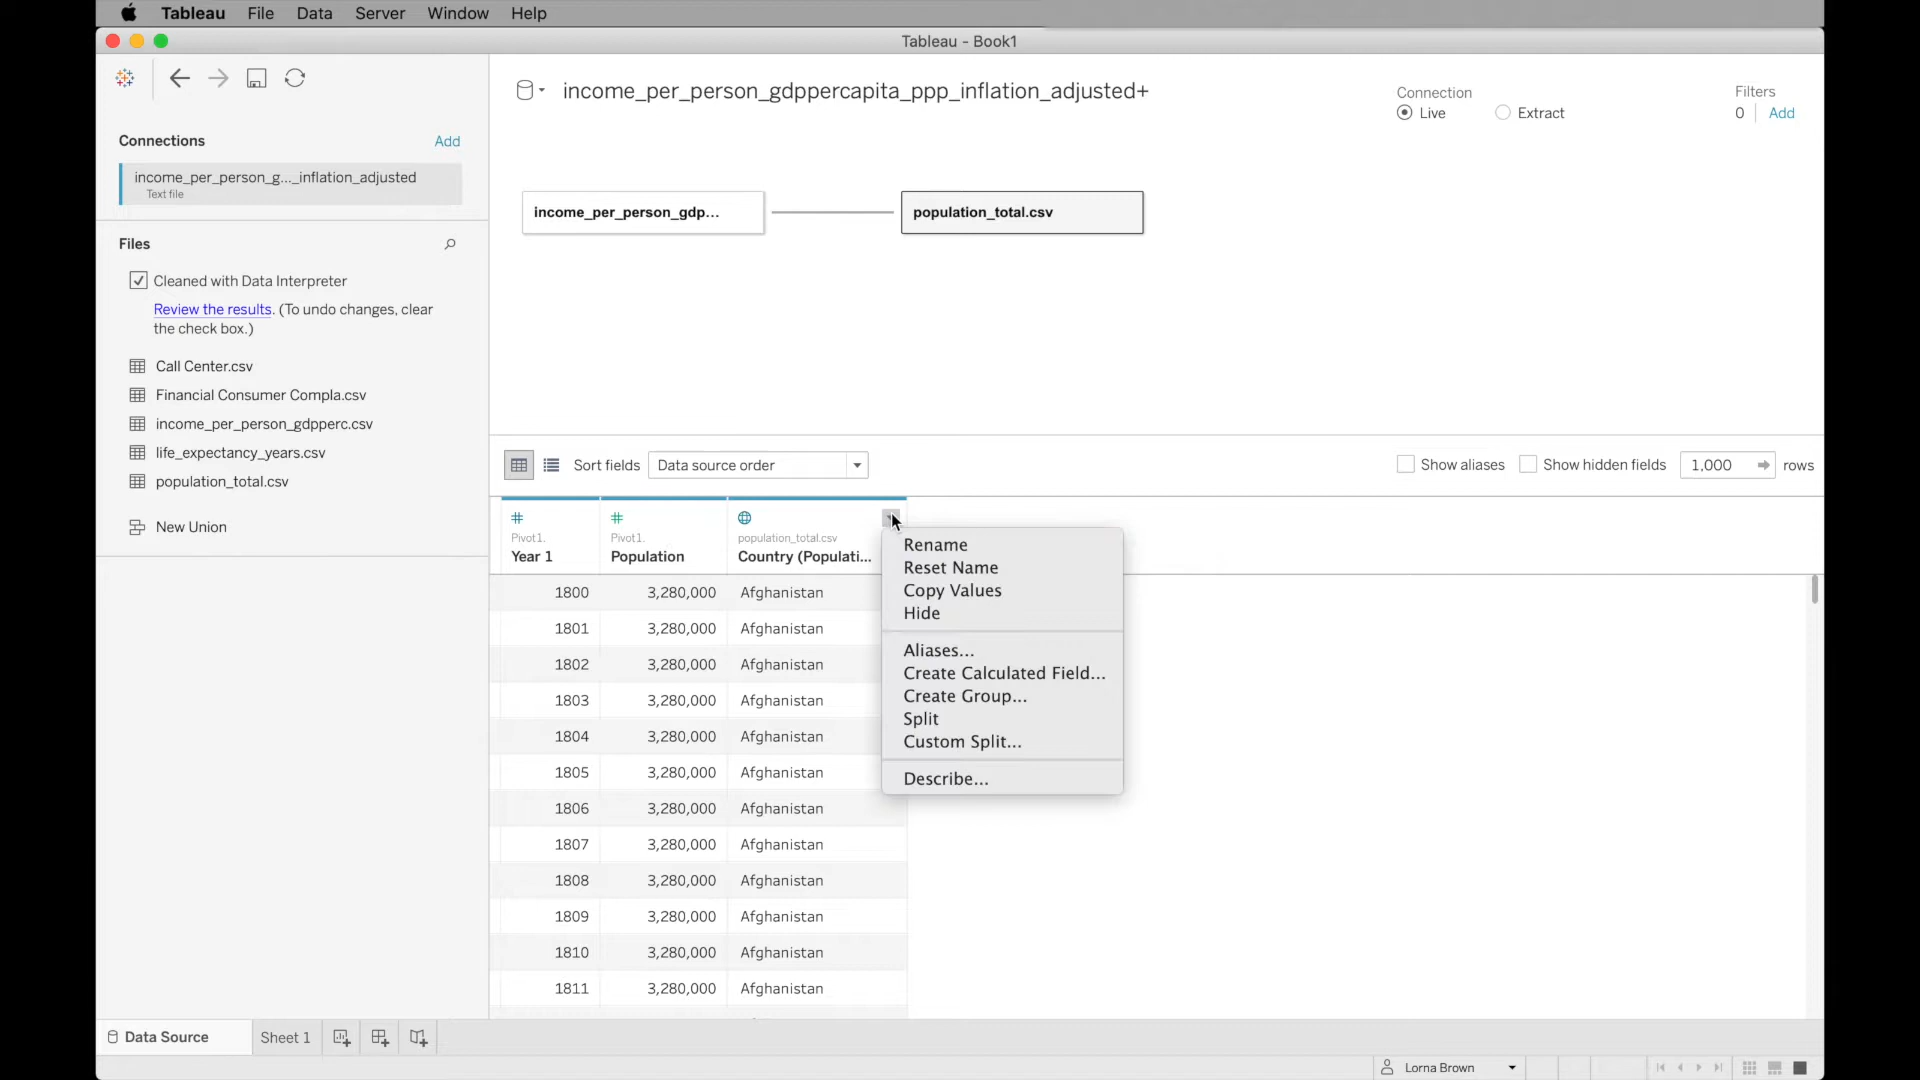 Tableau File Data Server Window Help
Tableau - Book1
income_per_person_gdppercapita_ppp_inflation_adjusted+
Connection
Live Extract
Filters
0 Add
Connections Add
income_per_person_g..._inflation_adjusted
Text file
Files
Cleaned with Data Interpreter
Review the results. (To undo changes, clear
the check box.)
Call Center.csv
Financial Consumer Compla.csv
income_per_person_gdpperc.csv
life_expectancy_years.csv
population_total.csv
New Union
income_per_person_gdp...
population_total.csv
Sort fields Data source order
Show aliases Show hidden fields 1,000 rows
Pivot1. Pivot1. population_total.csv
Year 1 Population Country (Populati...
1800 3,280,000 Afghanistan
1801 3,280,000 Afghanistan
1802 3,280,000 Afghanistan
1803 3,280,000 Afghanistan
1804 3,280,000 Afghanistan
1805 3,280,000 Afghanistan
1806 3,280,000 Afghanistan
1807 3,280,000 Afghanistan
1808 3,280,000 Afghanistan
1809 3,280,000 Afghanistan
1810 3,280,000 Afghanistan
1811 3,280,000 Afghanistan
Rename
Reset Name
Copy Values
Hide
Aliases...
Create Calculated Field...
Create Group...
Split
Custom Split...
Describe...
Data Source Sheet 1
Lorna Brown